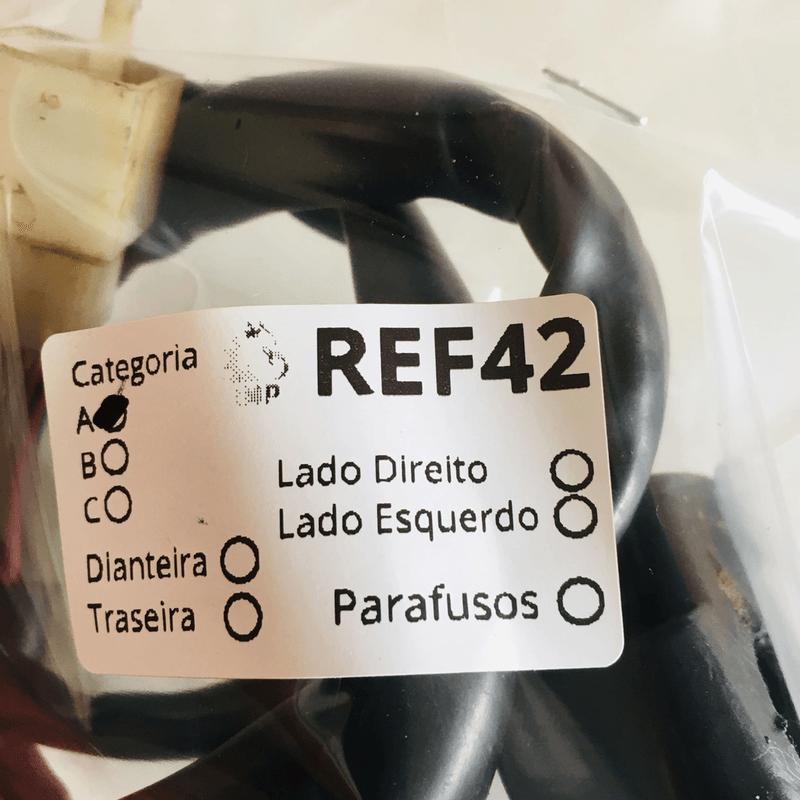 Categoria
REF42
A
B
C
Lado Direito
Lado Esquerdo
Dianteira
Traseira
Parafusos